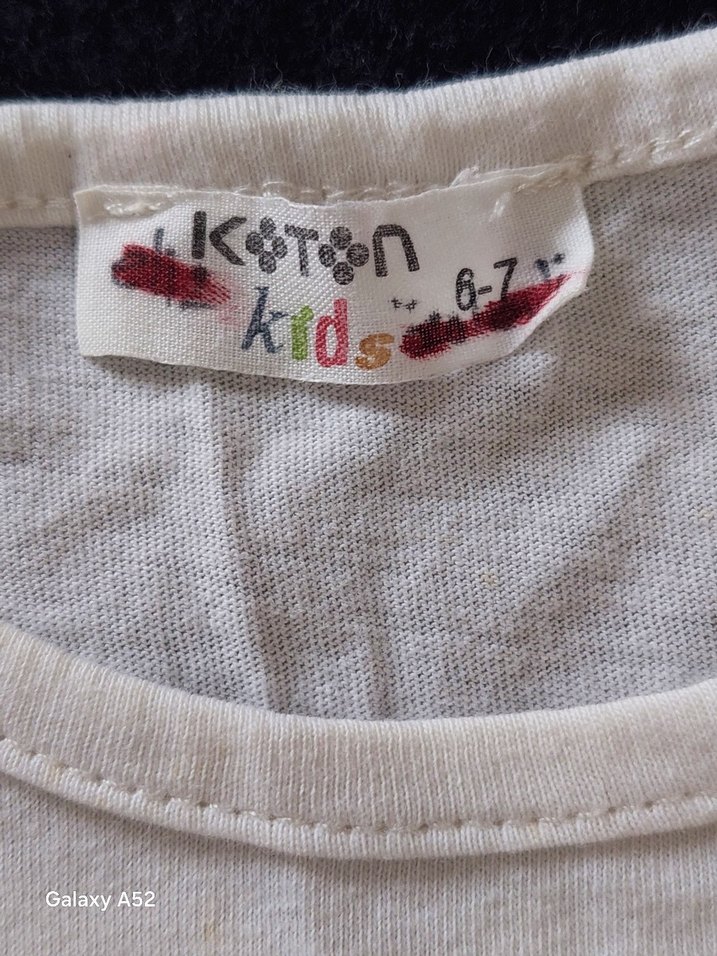 KOTON
6-7
kids
Galaxy A52